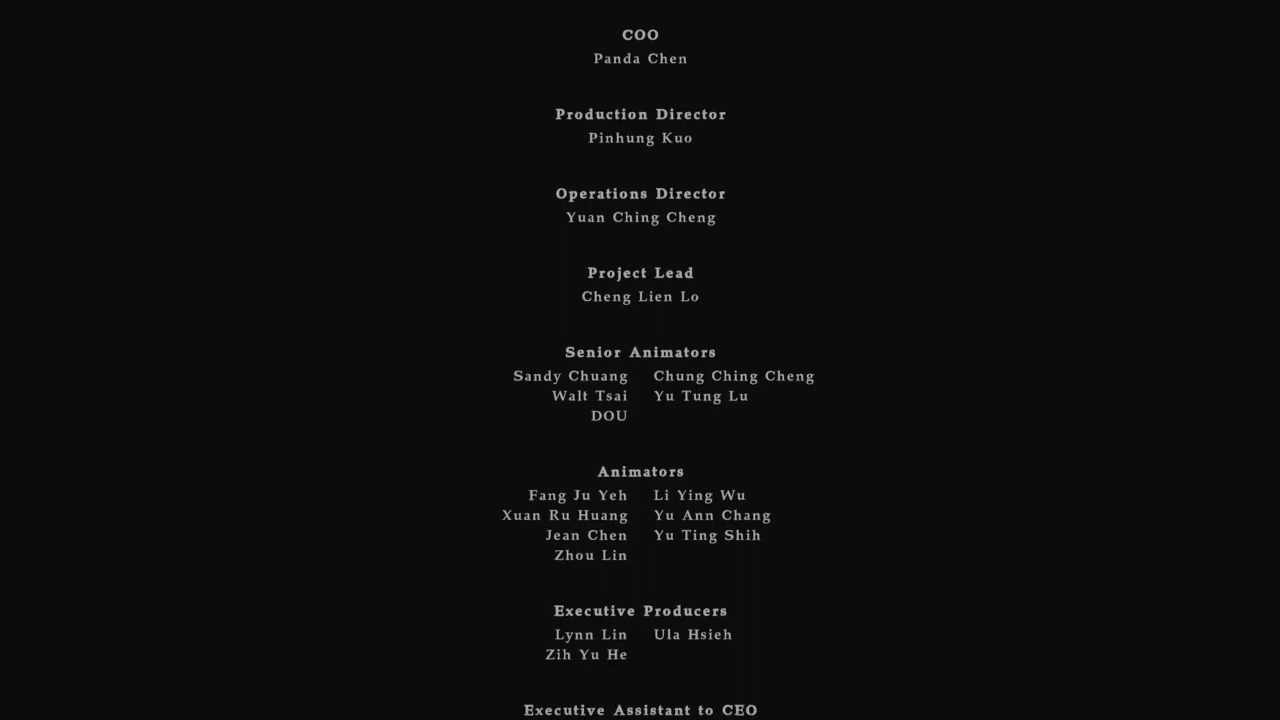 COO
Panda Chen
Production Director
Pinhung Kuo
Operations Director
Yuan Ching Cheng
Project Lead
Cheng Lien Lo
Senior Animators
Sandy Chuang Chung Ching Cheng
Walt Tsai Yu Tung Lu
DOU
Animators
Fang Ju Yeh Li Ying Wu
Xuan Ru Huang Yu Ann Chang
Jean Chen Yu Ting Shih
Zhou Lin
Executive Producers
Lynn Lin Ula Hsieh
Zih Yu He
Executive Assistant to CEO